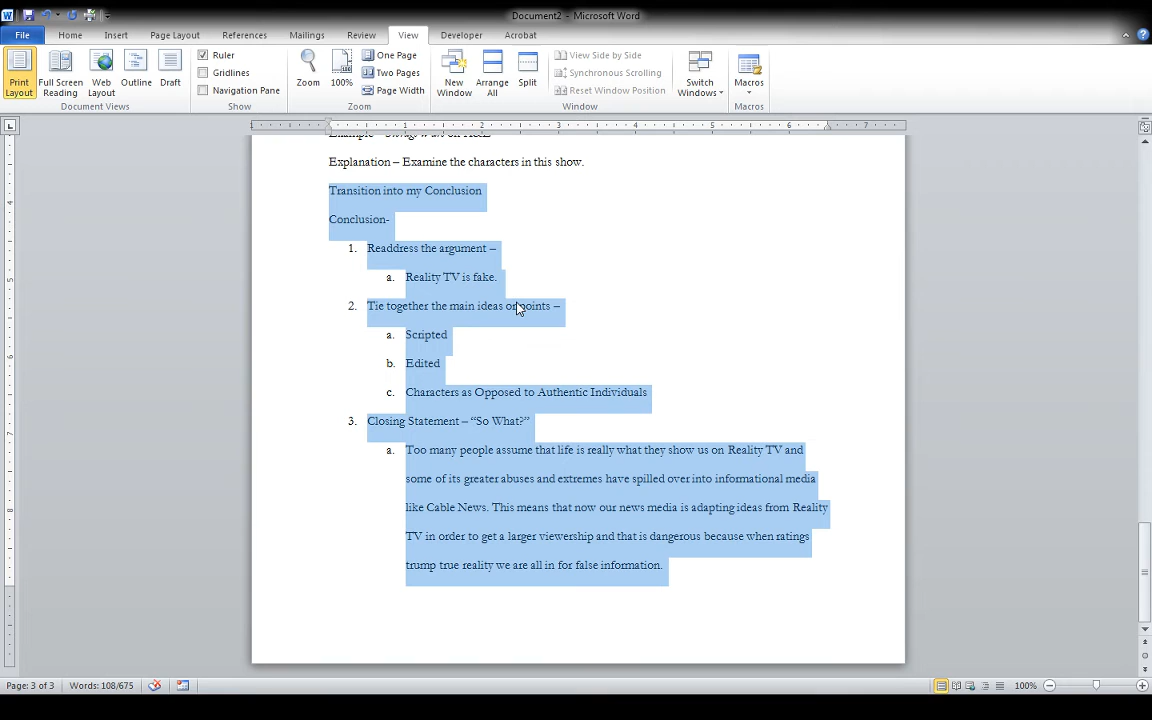 Document2 - Microsoft Word
File Home Insert Page Layout References Mailings Review View Developer Acrobat
Print Layout
Full Screen Reading
Web Layout
Outline
Draft
Document Views
Ruler
Gridlines
Navigation Pane
Show
Zoom
100%
One Page
Two Pages
Page Width
Zoom
New Window
Arrange All
Split
View Side by Side
Synchronous Scrolling
Reset Window Position
Window
Switch Windows
Macros
Macros
1 2 3 4 5 6 7
Explanation – Examine the characters in this show.
Transition into my Conclusion
Conclusion-
1. Readdress the argument –
a. Reality TV is fake.
2. Tie together the main ideas or points –
a. Scripted
b. Edited
c. Characters as Opposed to Authentic Individuals
3. Closing Statement – “So What?”
a. Too many people assume that life is really what they show us on Reality TV and
some of its greater abuses and extremes have spilled over into informational media
like Cable News. This means that now our news media is adapting ideas from Reality
TV in order to get a larger viewership and that is dangerous because when ratings
trump true reality we are all in for false information.
Page: 3 of 3 Words: 108/675 100%